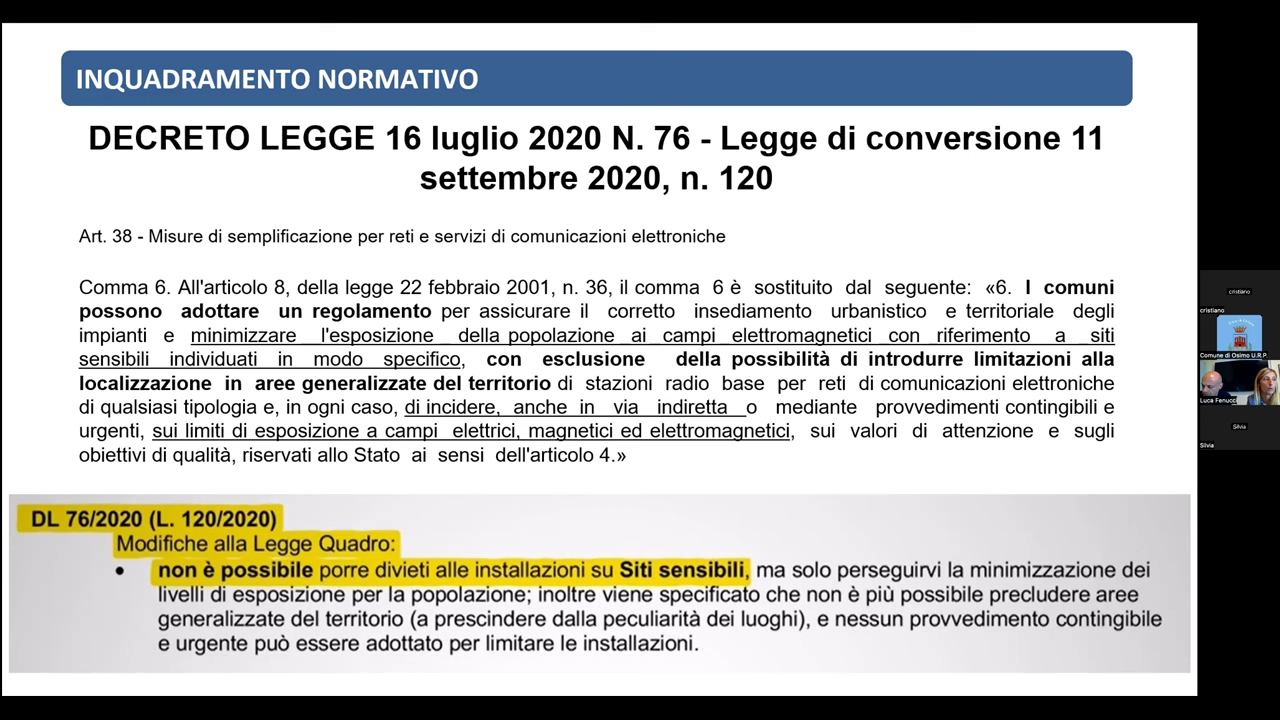 INQUADRAMENTO NORMATIVO
DECRETO LEGGE 16 luglio 2020 N. 76 - Legge di conversione 11
settembre 2020, n. 120
Art. 38 - Misure di semplificazione per reti e servizi di comunicazioni elettroniche
Comma 6. All'articolo 8, della legge 22 febbraio 2001, n. 36, il comma 6 è sostituito dal seguente: «6. I comuni
possono adottare un regolamento per assicurare il corretto insediamento urbanistico e territoriale degli
impianti e minimizzare l'esposizione della popolazione ai campi elettromagnetici con riferimento a siti
sensibili individuati in modo specifico, con esclusione della possibilità di introdurre limitazioni alla
localizzazione in aree generalizzate del territorio di stazioni radio base per reti di comunicazioni elettroniche
di qualsiasi tipologia e, in ogni caso, di incidere, anche in via indiretta o mediante provvedimenti contingibili e
urgenti, sui limiti di esposizione a campi elettrici, magnetici ed elettromagnetici, sui valori di attenzione e sugli
obiettivi di qualità, riservati allo Stato ai sensi dell'articolo 4.»
DL 76/2020 (L. 120/2020)
Modifiche alla Legge Quadro:
• non è possibile porre divieti alle installazioni su Siti sensibili, ma solo perseguirvi la minimizzazione dei
livelli di esposizione per la popolazione; inoltre viene specificato che non è più possibile precludere aree
generalizzate del territorio (a prescindere dalla peculiarità dei luoghi), e nessun provvedimento contingibile
e urgente può essere adottato per limitare le installazioni.
cristiano
cristiano
Comune di Osimo U.R.P.
Luca Fenucci
Silvia
Silvia